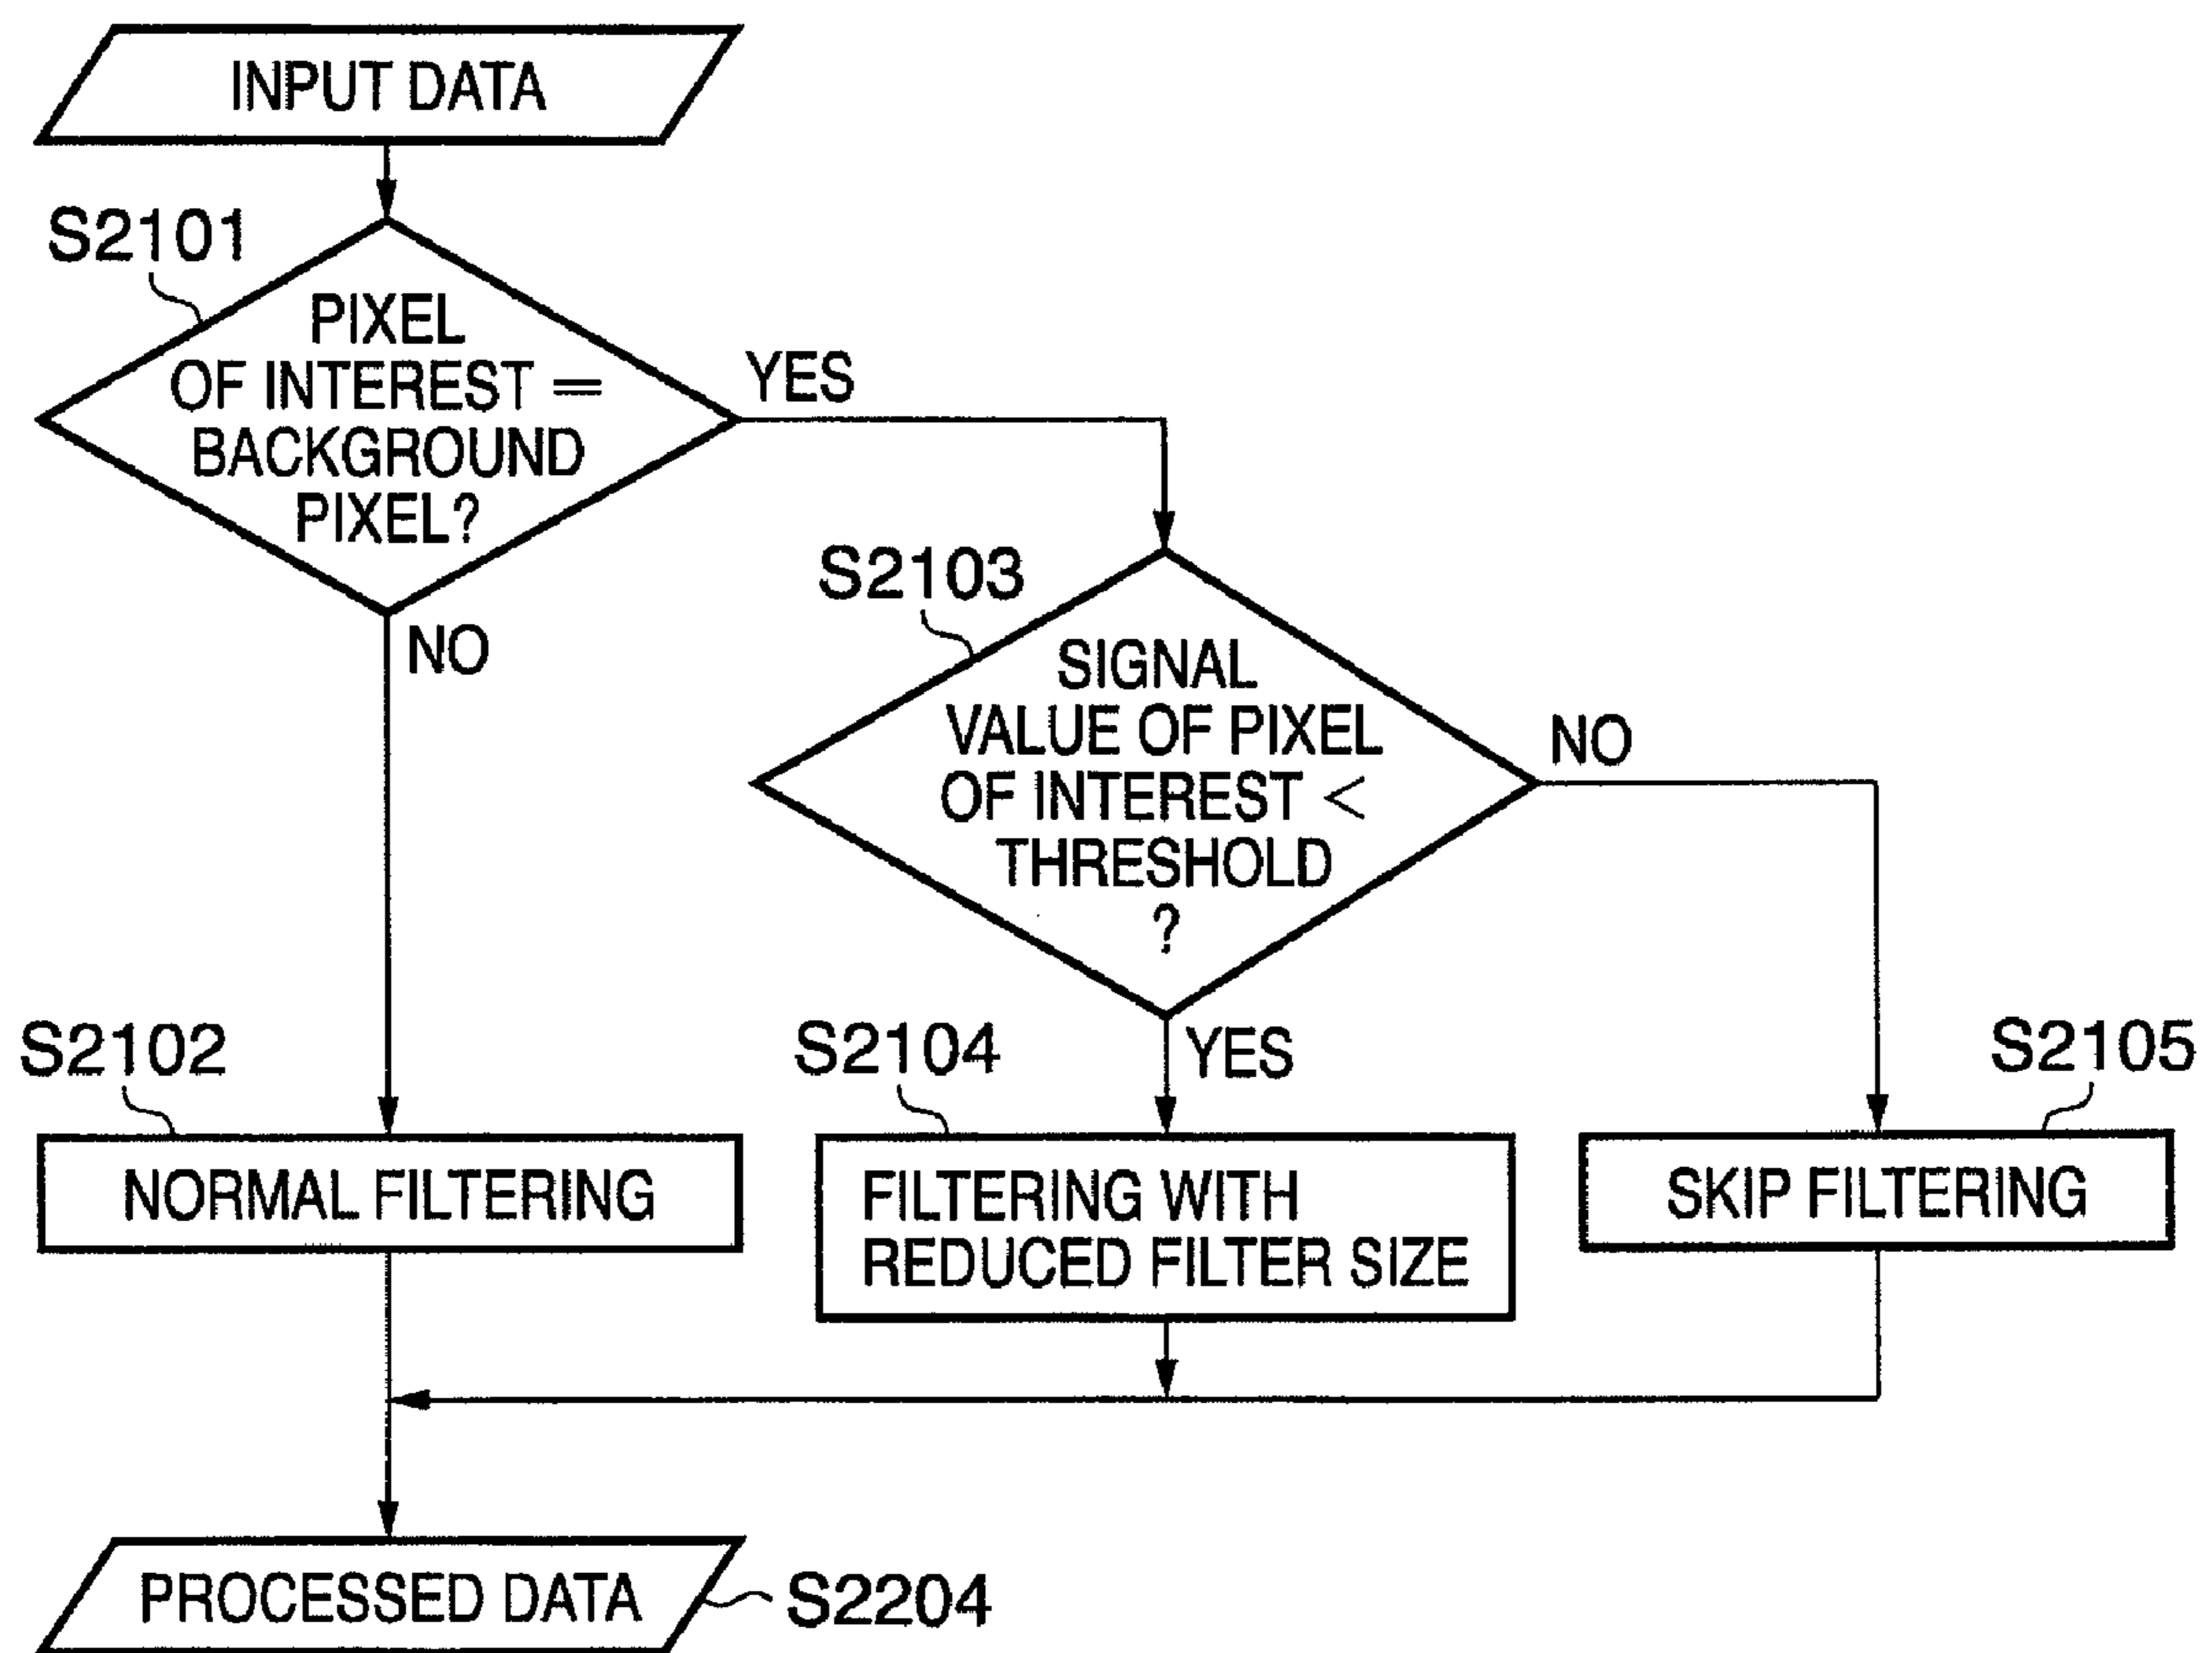 INPUT DATA
S2101
PIXEL
OF INTEREST =
BACKGROUND
PIXEL?
YES
NO
S2103
SIGNAL
VALUE OF PIXEL
OF INTEREST <
THRESHOLD
?
NO
YES
S2102
NORMAL FILTERING
S2104
FILTERING WITH
REDUCED FILTER SIZE
S2105
SKIP FILTERING
PROCESSED DATA
S2204